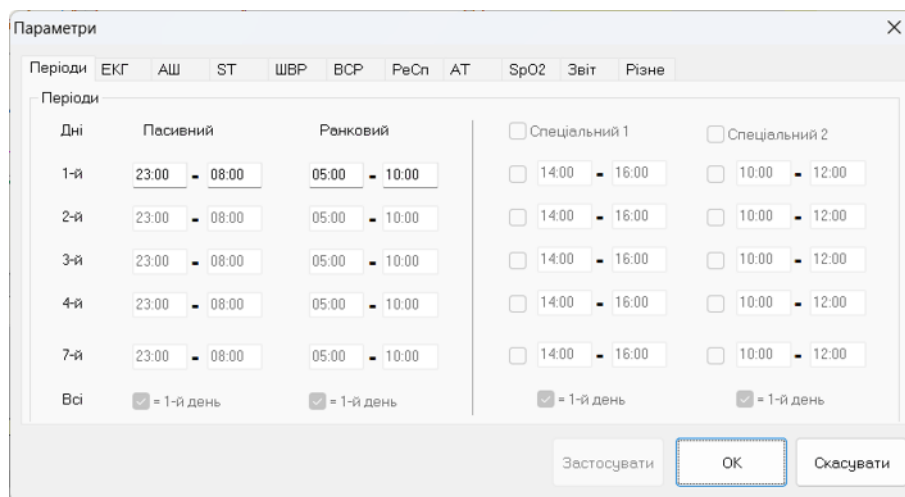 Параметри
Періоди ЕКГ АШ ST ШВР ВСР РеСп АТ SpO2 Звіт Різне
Періоди
Дні Пасивний Ранковий Спеціальний 1 Спеціальний 2
1-й 23:00 - 08:00 05:00 - 10:00 14:00 - 16:00 10:00 - 12:00
2-й 23:00 - 08:00 05:00 - 10:00 14:00 - 16:00 10:00 - 12:00
3-й 23:00 - 08:00 05:00 - 10:00 14:00 - 16:00 10:00 - 12:00
4-й 23:00 - 08:00 05:00 - 10:00 14:00 - 16:00 10:00 - 12:00
7-й 23:00 - 08:00 05:00 - 10:00 14:00 - 16:00 10:00 - 12:00
Всі = 1-й день = 1-й день = 1-й день = 1-й день
Застосувати ОК Скасувати